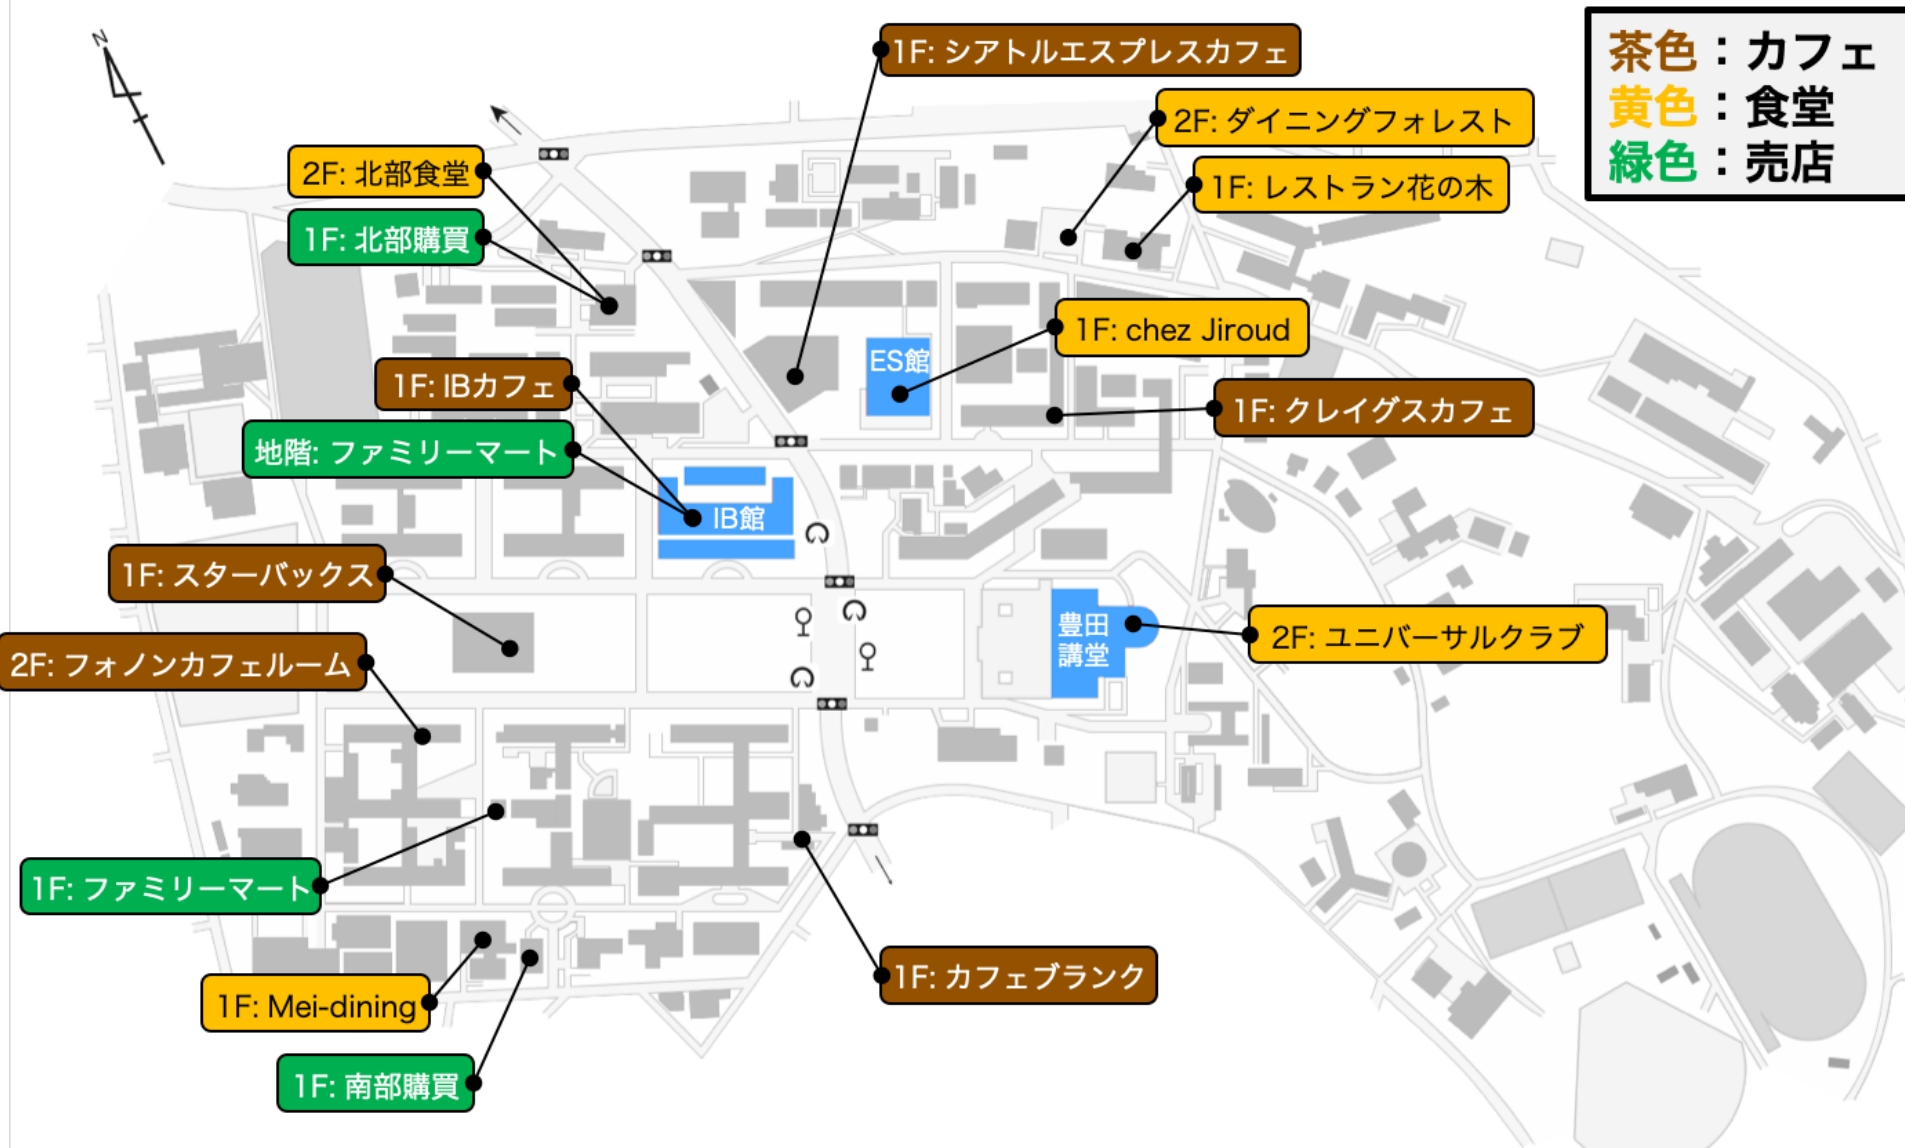 N
1F: シアトルエスプレスカフェ
茶色：カフェ
黄色：食堂
緑色：売店
2F: ダイニングフォレスト
2F: 北部食堂
1F: レストラン花の木
1F: 北部購買
1F: chez Jiroud
ES館
1F: IBカフェ
1F: クレイグスカフェ
地階: ファミリーマート
IB館
1F: スターバックス
豊田
講堂
2F: ユニバーサルクラブ
2F: フォノンカフェルーム
1F: ファミリーマート
1F: カフェブランク
1F: Mei-dining
1F: 南部購買